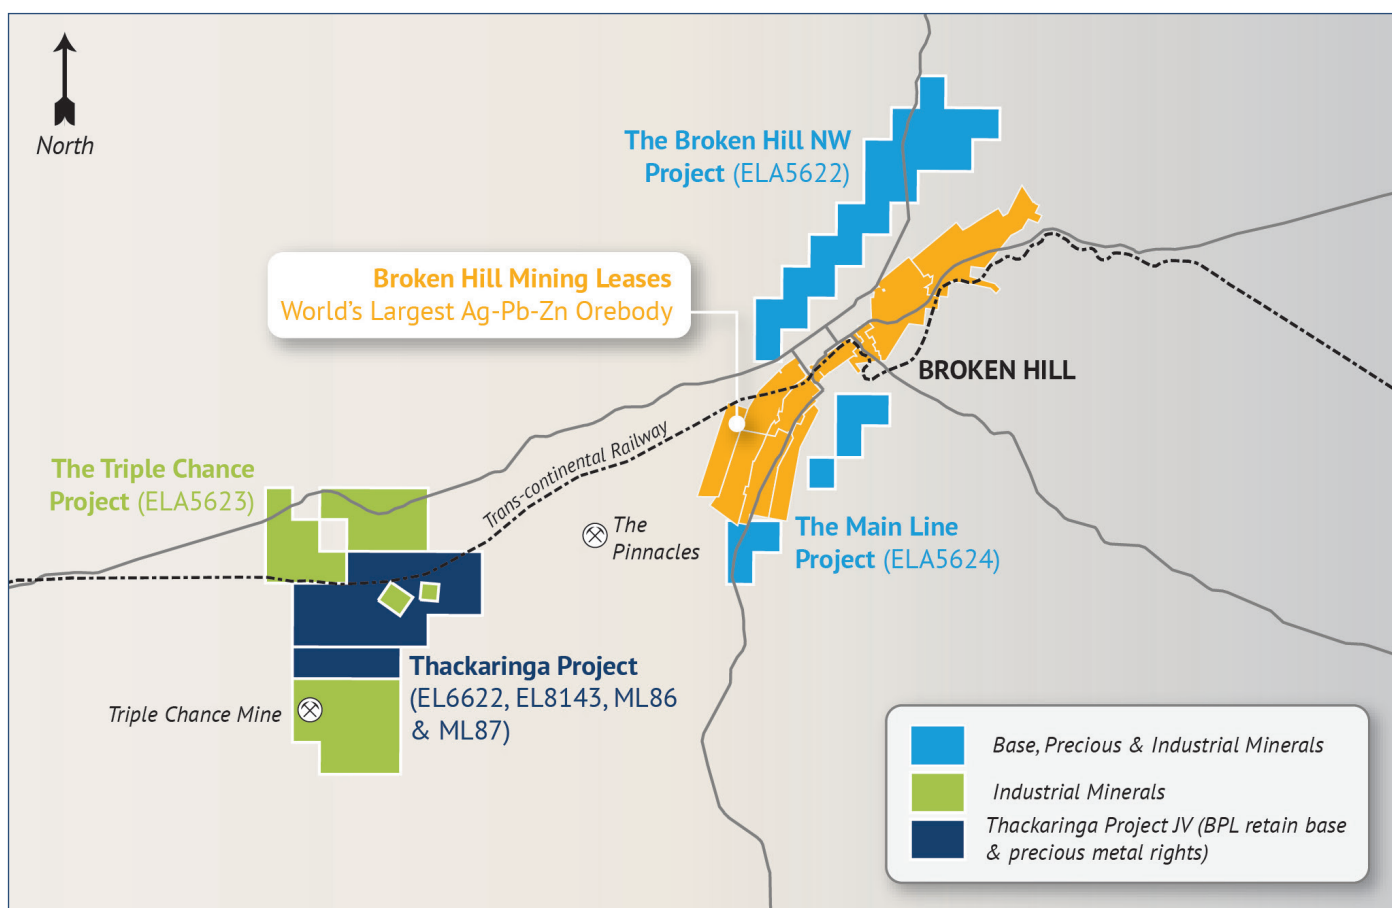 North
The Broken Hill NW
Project (ELA5622)
Broken Hill Mining Leases
World's Largest Ag-Pb-Zn Orebody
BROKEN HILL
Trans-continental Railway
The Triple Chance
Project (ELA5623)
The
Pinnacles
The Main Line
Project (ELA5624)
Thackaringa Project
(EL6622, EL8143, ML86
& ML87)
Triple Chance Mine
Base, Precious & Industrial Minerals
Industrial Minerals
Thackaringa Project JV (BPL retain base
& precious metal rights)